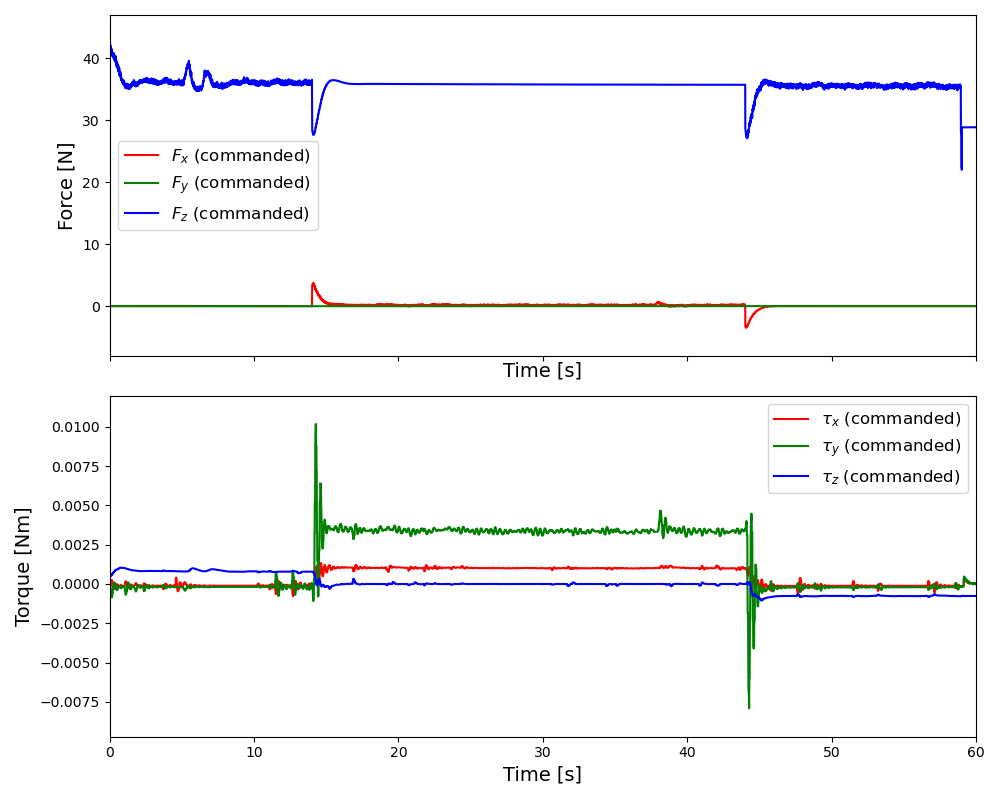 40
30
20
10
0
Force [N]
F_x (commanded)
F_y (commanded)
F_z (commanded)
Time [s]
0.0100
0.0075
0.0050
0.0025
0.0000
−0.0025
−0.0050
−0.0075
Torque [Nm]
τ_x (commanded)
τ_y (commanded)
τ_z (commanded)
0 10 20 30 40 50 60
Time [s]